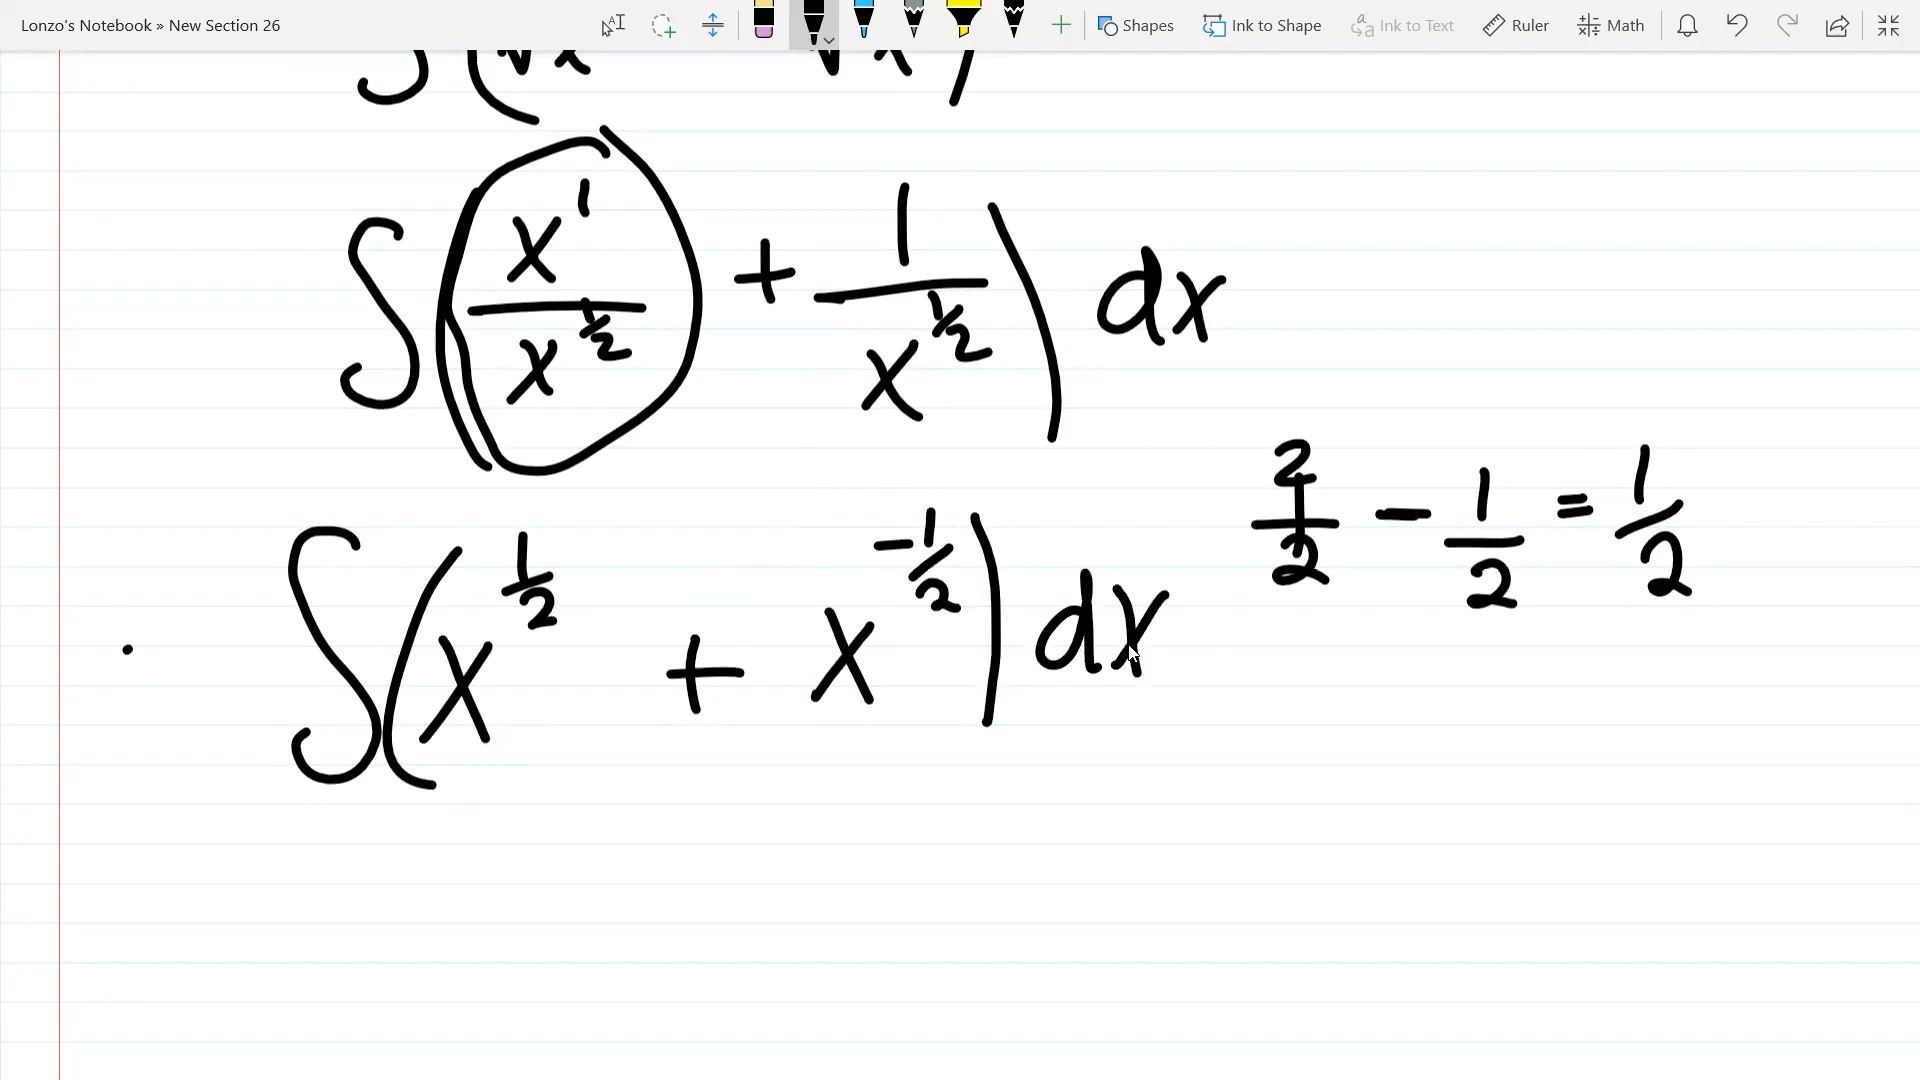 Lonzo's Notebook » New Section 26
Shapes Ink to Shape Ink to Text Ruler Math
∫(x¹/x^½ + 1/x^½) dx
2/2 - 1/2 = 1/2
∫(x^½ + x^-½) dx